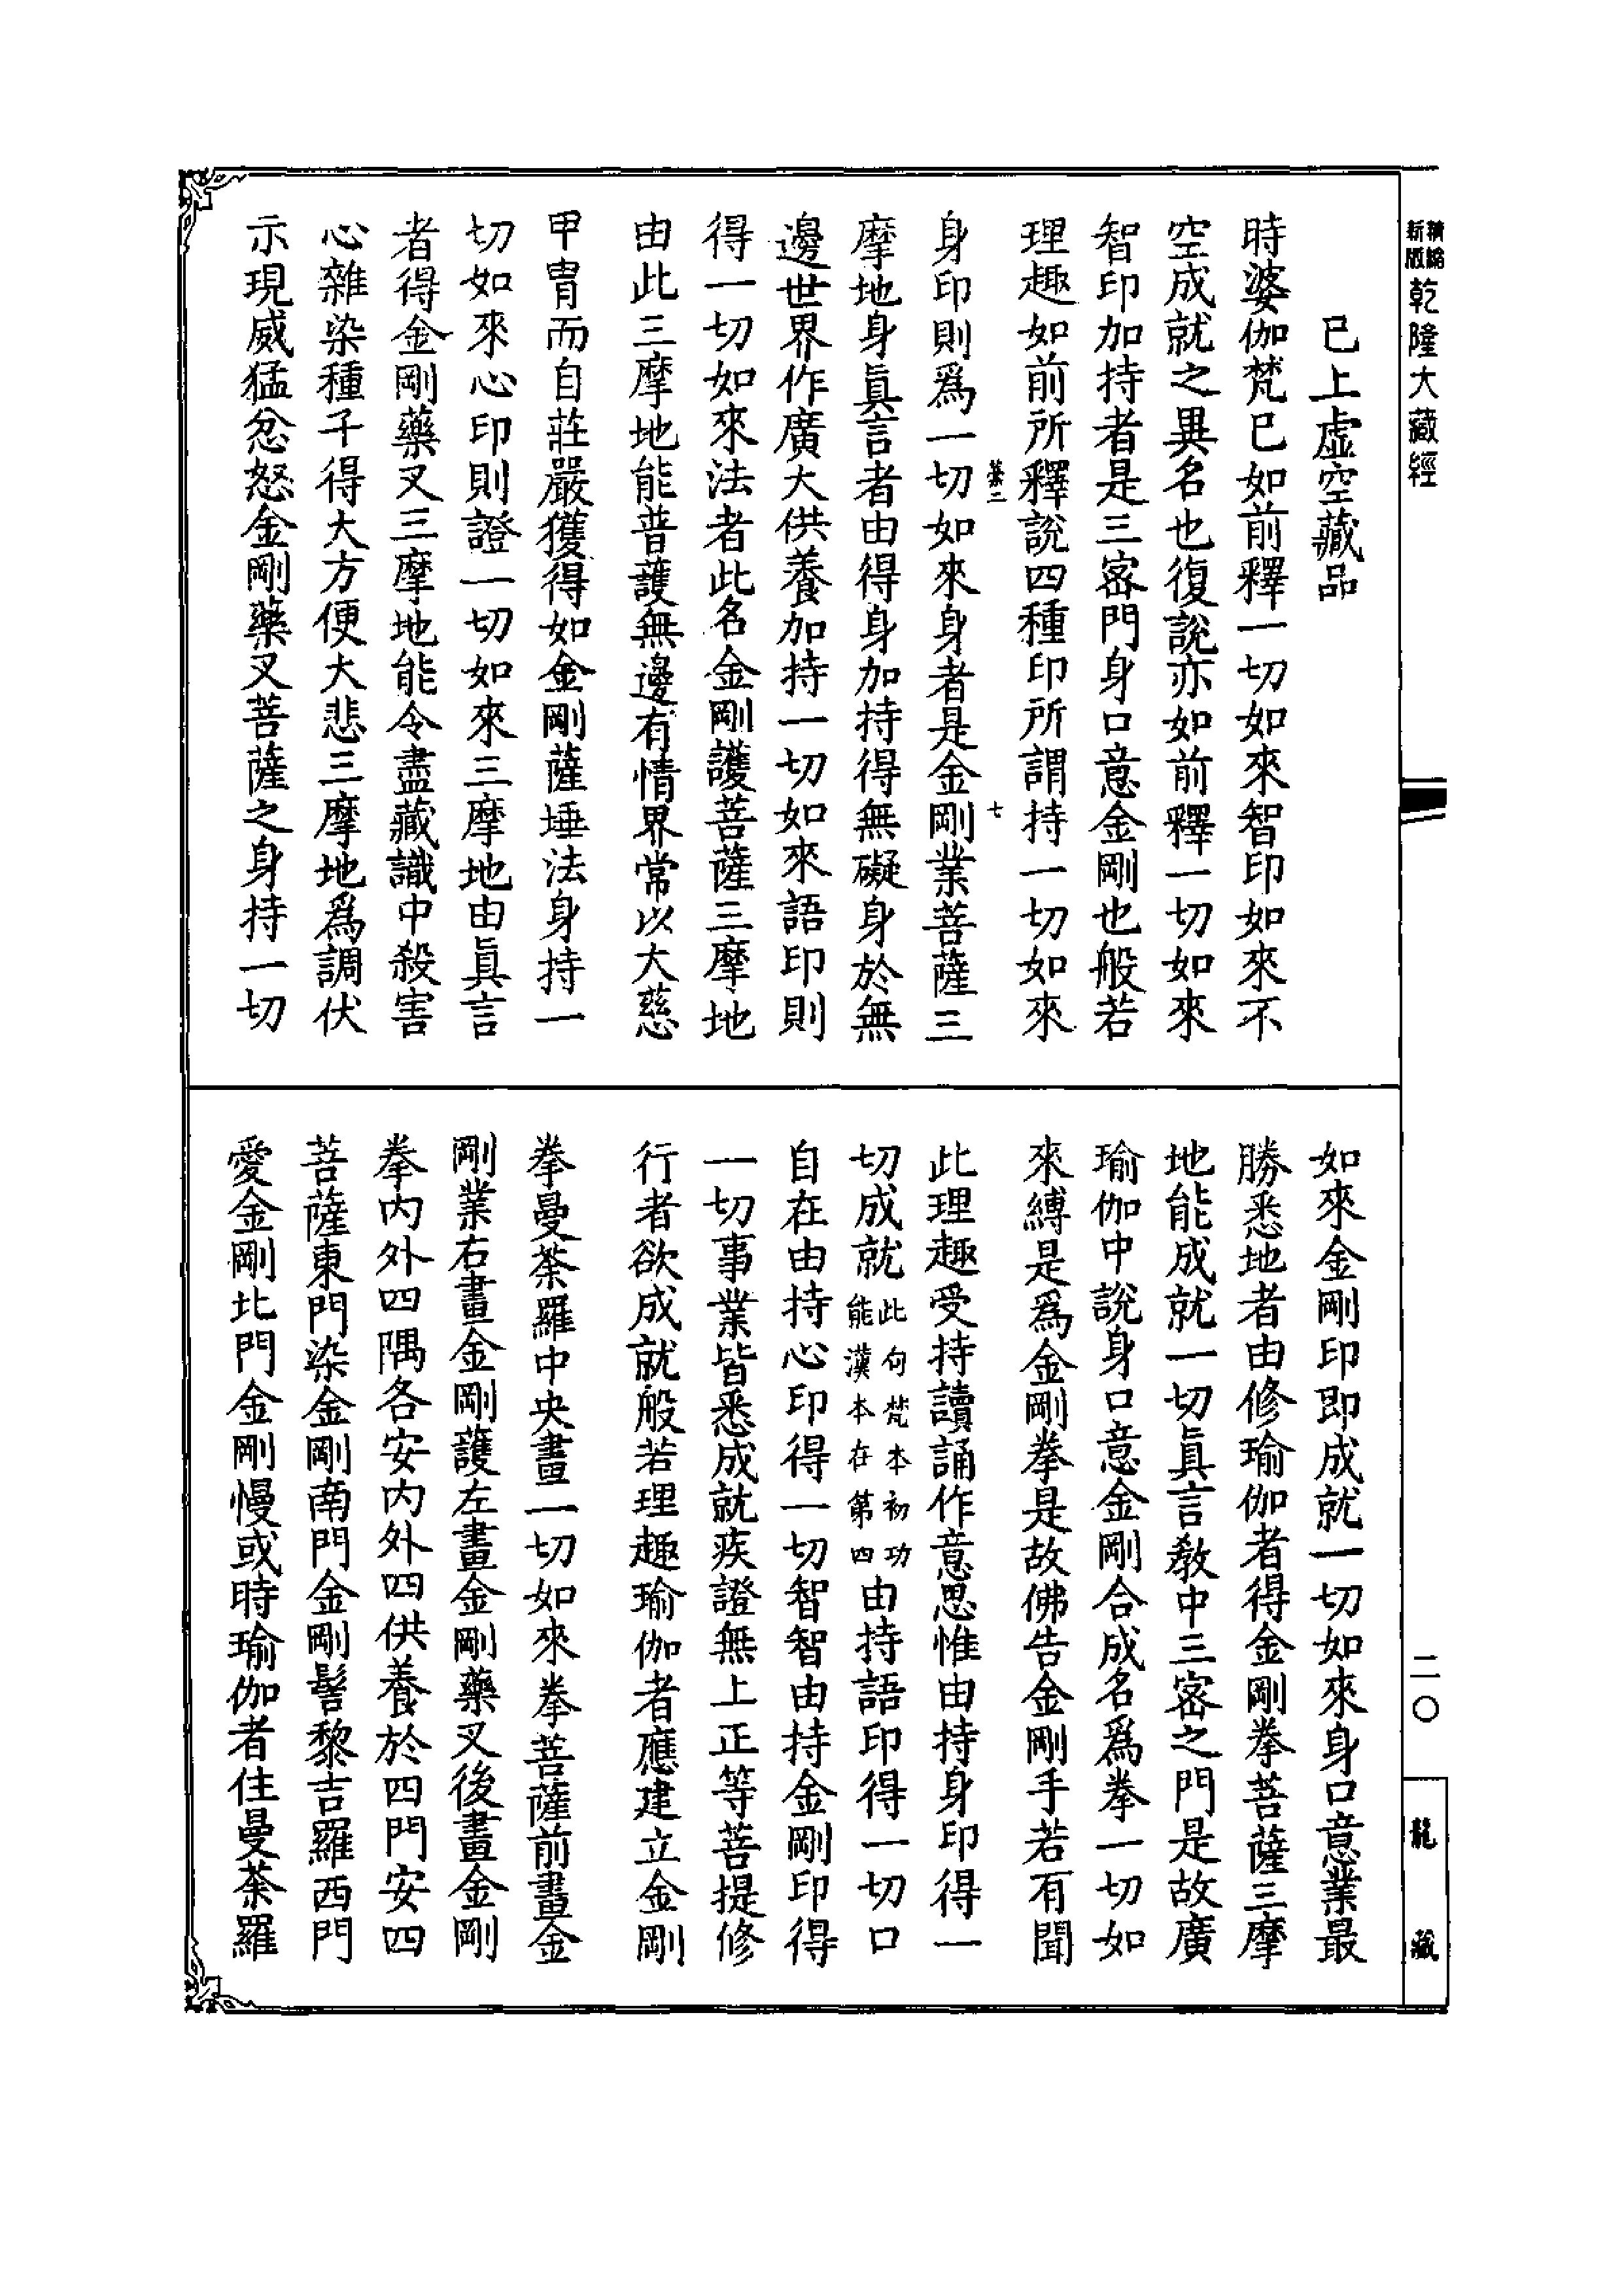 新版精縮乾隆大藏經
二〇
龍藏
已上虛空藏品
時婆伽梵已如前釋一切如來智印如來不
空成就之異名也復說亦如前釋一切如來
智印加持者是三密門身口意金剛也般若
理趣如前所釋說四種印所謂持一切如來
纂二 七
身印則爲一切如來身者是金剛業菩薩三
摩地身眞言者由得身加持得無礙身於無
邊世界作廣大供養加持一切如來語印則
得一切如來法者此名金剛護菩薩三摩地
由此三摩地能普護無邊有情界常以大慈
甲冑而自莊嚴獲得如金剛薩埵法身持一
切如來心印則證一切如來三摩地由眞言
者得金剛藥叉三摩地能令盡藏識中殺害
心雜染種子得大方便大悲三摩地爲調伏
示現威猛忿怒金剛藥叉菩薩之身持一切
如來金剛印即成就一切如來身口意業最
勝悉地者由修瑜伽者得金剛拳菩薩三摩
地能成就一切眞言教中三密之門是故廣
瑜伽中說身口意金剛合成名爲拳一切如
來縛是爲金剛拳是故佛告金剛手若有聞
此理趣受持讀誦作意思惟由持身印得一
切成就此句梵本初功能漢本在第四由持語印得一切口
自在由持心印得一切智智由持金剛印得
一切事業皆悉成就疾證無上正等菩提修
行者欲成就般若理趣瑜伽者應建立金剛
拳曼荼羅中央畫一切如來拳菩薩前畫金
剛業右畫金剛護左畫金剛藥叉後畫金剛
拳內外四隅各安內外四供養於四門安四
菩薩東門染金剛南門金剛髻黎吉羅西門
愛金剛北門金剛慢或時瑜伽者住曼荼羅